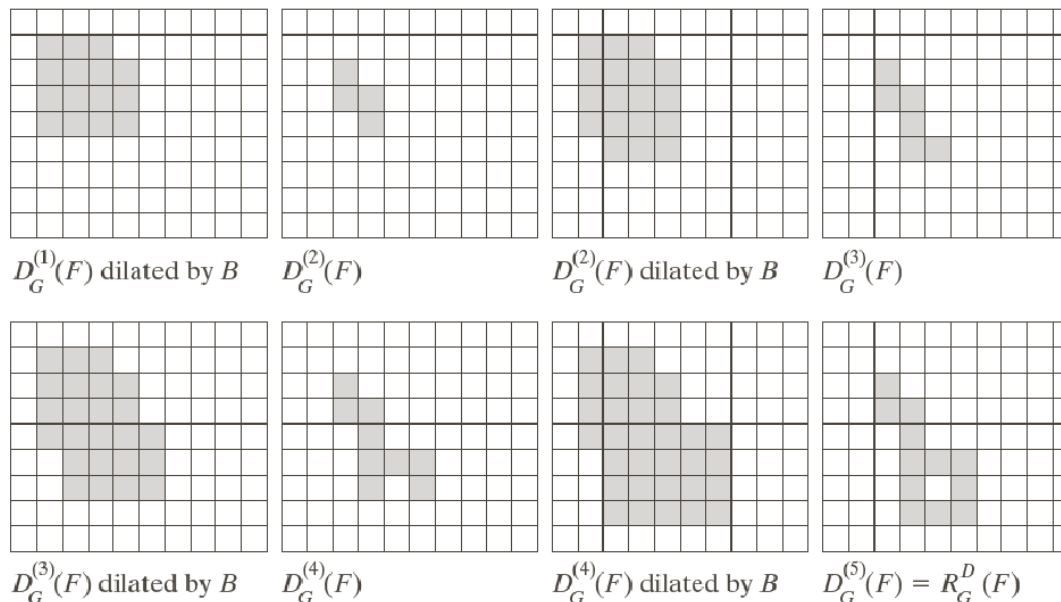 D_G^(1)(F) dilated by B
D_G^(2)(F)
D_G^(2)(F) dilated by B
D_G^(3)(F)
D_G^(3)(F) dilated by B
D_G^(4)(F)
D_G^(4)(F) dilated by B
D_G^(5)(F) = R_G^D(F)